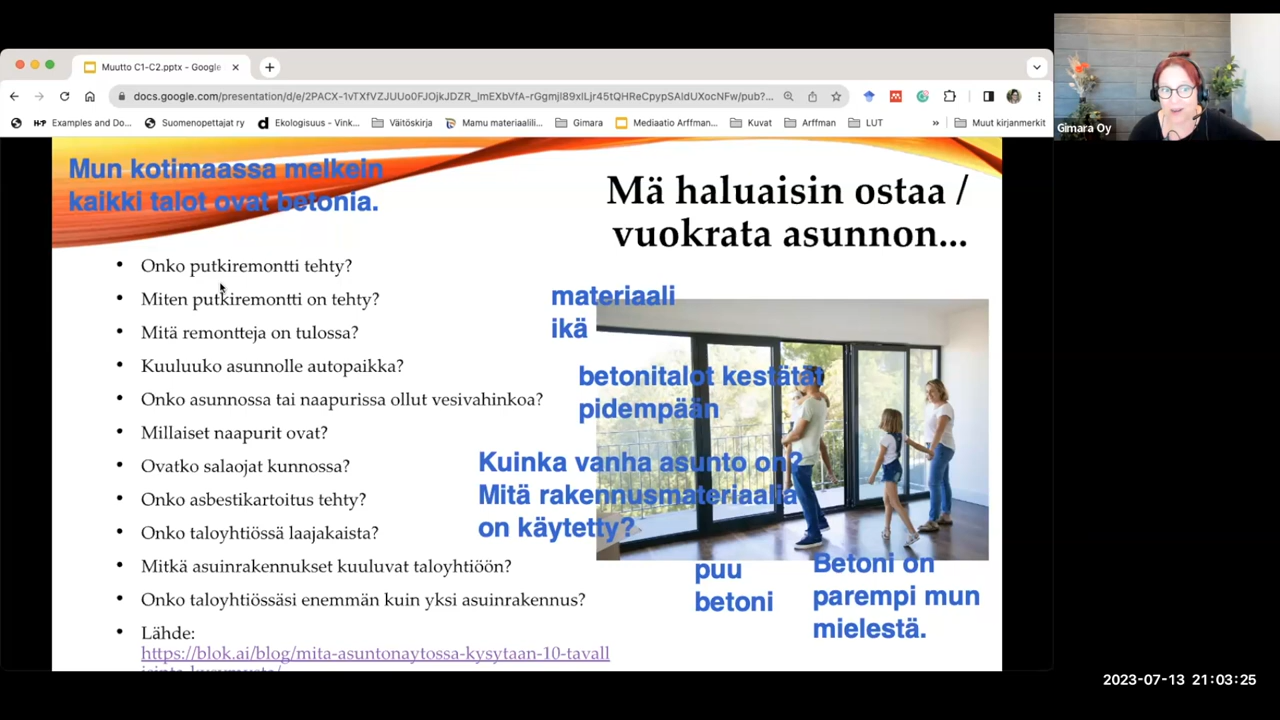 Muutto C1-C2.pptx - Google
docs.google.com/presentation/d/e/2PACX-1vTXfVZJUUo0FJOjkJDZR_lmEXbVfA-rGgmjl89xlLjr45tQHReCpypSAldUXocNFw/pub?...
Examples and Do...
Suomenopettajat ry
Ekologisuus - Vink...
Väitöskirja
Mamu materiaalili...
Gimara
Mediaatio Arffman...
Kuvat
Arffman
LUT
»
Muut kirjanmerkit
Gimara Oy
Mun kotimaassa melkein
kaikki talot ovat betonia.
Mä haluaisin ostaa /
vuokrata asunnon...
• Onko putkiremontti tehty?
• Miten putkiremontti on tehty?
• Mitä remontteja on tulossa?
• Kuuluuko asunnolle autopaikka?
• Onko asunnossa tai naapurissa ollut vesivahinkoa?
• Millaiset naapurit ovat?
• Ovatko salaojat kunnossa?
• Onko asbestikartoitus tehty?
• Onko taloyhtiössä laajakaista?
• Mitkä asuinrakennukset kuuluvat taloyhtiöön?
• Onko taloyhtiössäsi enemmän kuin yksi asuinrakennus?
• Lähde:
https://blok.ai/blog/mita-asuntonaytossa-kysytaan-10-tavall
materiaali
ikä
betonitalot kestätät
pidempään
Kuinka vanha asunto on?
Mitä rakennusmateriaalia
on käytetty?
puu
betoni
Betoni on
parempi mun
mielestä.
2023-07-13 21:03:25